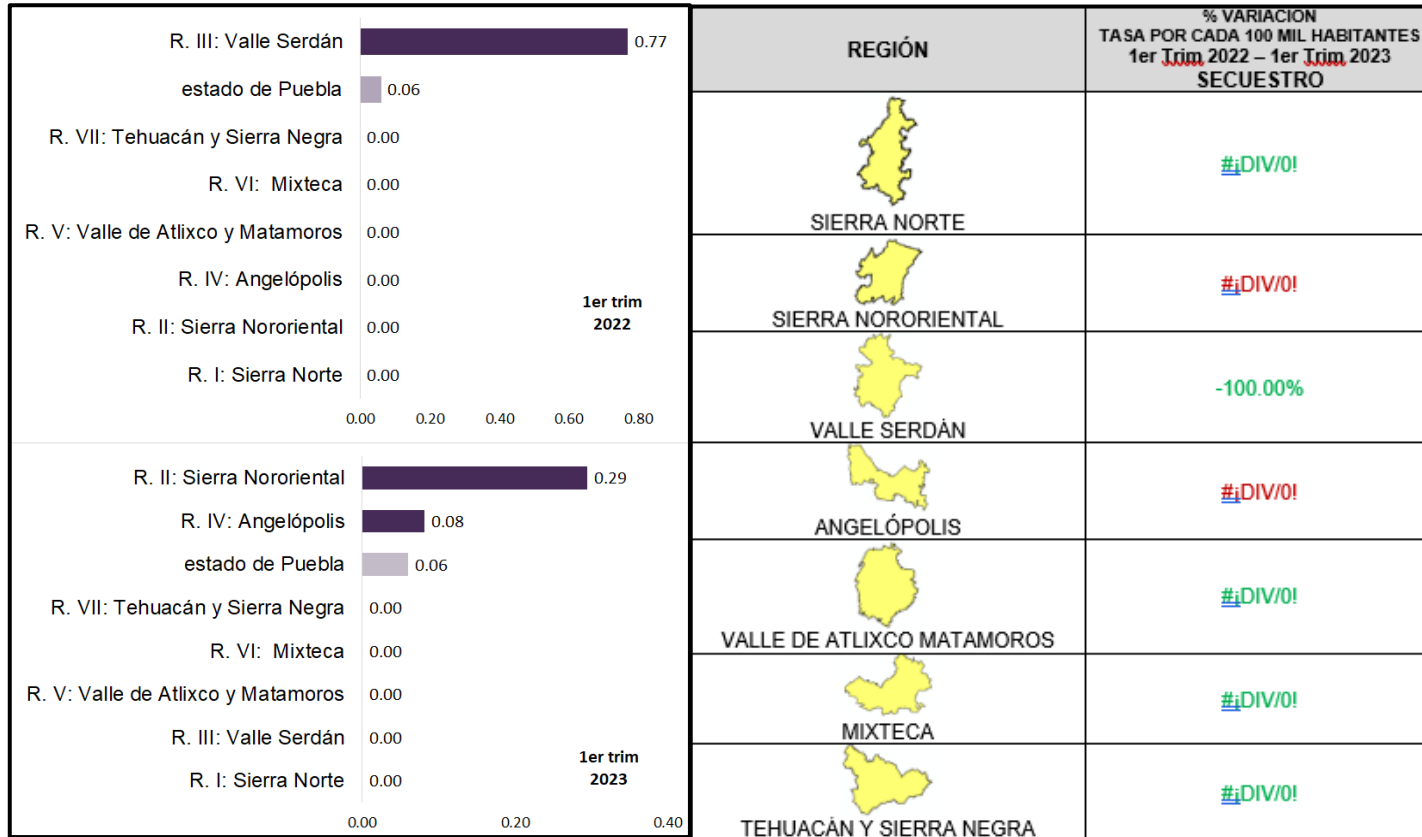 R. III: Valle Serdán 0.77
estado de Puebla 0.06
R. VII: Tehuacán y Sierra Negra 0.00
R. VI:  Mixteca 0.00
R. V: Valle de Atlixco y Matamoros 0.00
R. IV: Angelópolis 0.00
R. II: Sierra Nororiental 0.00
R. I: Sierra Norte 0.00
1er trim
2022
0.00 0.20 0.40 0.60 0.80
R. II: Sierra Nororiental 0.29
R. IV: Angelópolis 0.08
estado de Puebla 0.06
R. VII: Tehuacán y Sierra Negra 0.00
R. VI:  Mixteca 0.00
R. V: Valle de Atlixco y Matamoros 0.00
R. III: Valle Serdán 0.00
R. I: Sierra Norte 0.00
1er trim
2023
0.00 0.20 0.40
REGIÓN
% VARIACION
TASA POR CADA 100 MIL HABITANTES
1er Trim 2022 – 1er Trim 2023
SECUESTRO
#¡DIV/0!
SIERRA NORTE
#¡DIV/0!
SIERRA NORORIENTAL
-100.00%
VALLE SERDÁN
#¡DIV/0!
ANGELÓPOLIS
#¡DIV/0!
VALLE DE ATLIXCO MATAMOROS
#¡DIV/0!
MIXTECA
#¡DIV/0!
TEHUACÁN Y SIERRA NEGRA